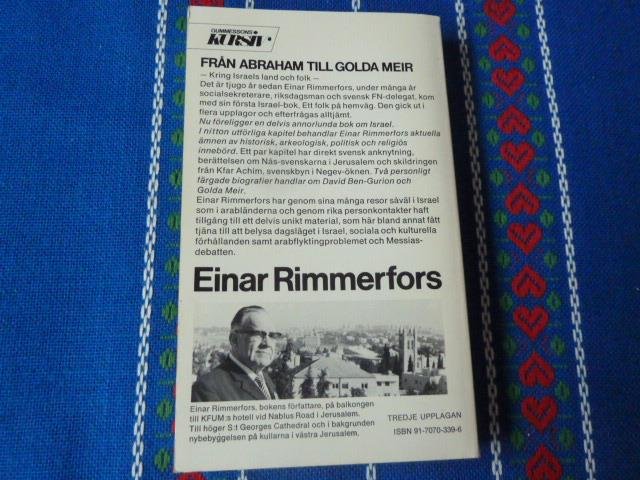 GUMMESSONS
KURSIV
FRÅN ABRAHAM TILL GOLDA MEIR
— Kring Israels land och folk —
Det är tjugo år sedan Einar Rimmerfors, under många år
socialsekreterare, riksdagsman och svensk FN-delegat, kom
med sin första Israel-bok. Ett folk på hemväg. Den gick ut i
flera upplagor och efterfrågas alltjämt.
Nu föreligger en delvis annorlunda bok om Israel.
I nitton utförliga kapitel behandlar Einar Rimmerfors aktuella
ämnen av historisk, arkeologisk, politisk och religiös
innebörd. Ett par kapitel har direkt svensk anknytning,
berättelsen om Nås-svenskarna i Jerusalem och skildringen
från Kfar Achim, svenskbyn i Negev-öknen. Två personligt
färgade biografier handlar om David Ben-Gurion och
Golda Meir.
Einar Rimmerfors har genom sina många resor såväl i Israel
som i arabländerna och genom rika personkontakter haft
tillgång till ett delvis unikt material, som här bland annat fått
tjäna till att belysa dagsläget i Israel, sociala och kulturella
förhållanden samt arabflyktingproblemet och Messias-
debatten.
Einar Rimmerfors
Einar Rimmerfors, bokens författare, på balkongen
till KFUM:s hotell vid Nablus Road i Jerusalem.
Till höger S:t Georges Cathedral och i bakgrunden
nybebyggelsen på kullarna i västra Jerusalem.
TREDJE UPPLAGAN
ISBN 91-7070-339-6